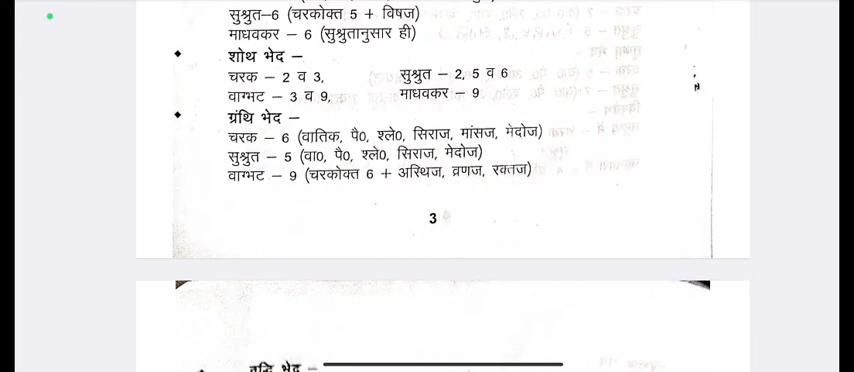 सुश्रुत–6 (चरकोक्त 5 + विषज)
माधवकर – 6 (सुश्रुतानुसार ही)
शोथ भेद –
चरक – 2 व 3, सुश्रुत – 2, 5 व 6
वाग्भट – 3 व 9, माधवकर – 9
ग्रंथि भेद –
चरक – 6 (वातिक, पै0, श्ले0, सिराज, मांसज, मेदोज)
सुश्रुत – 5 (वा0, पै0, श्ले0, सिराज, मेदोज)
वाग्भट – 9 (चरकोक्त 6 + अस्थिज, व्रणज, रक्तज)
3
वृद्धि भेद –